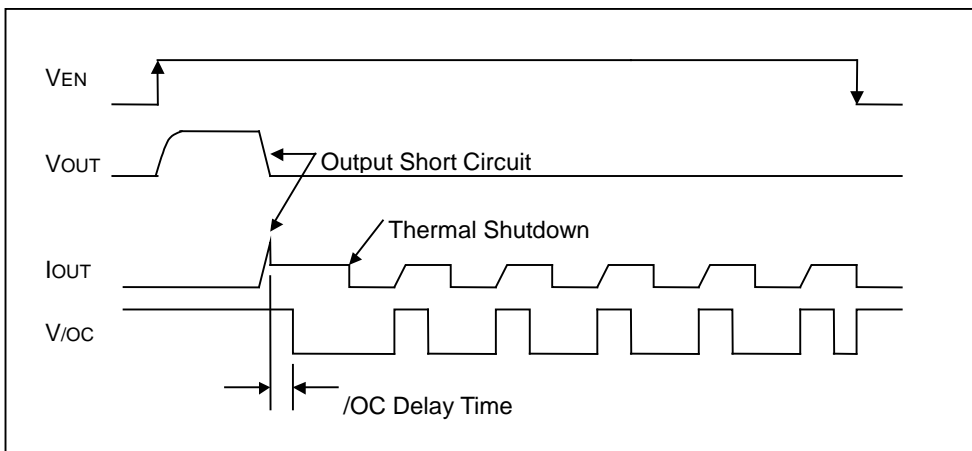 VEN
VOUT
Output Short Circuit
Thermal Shutdown
IOUT
V/OC
/OC Delay Time